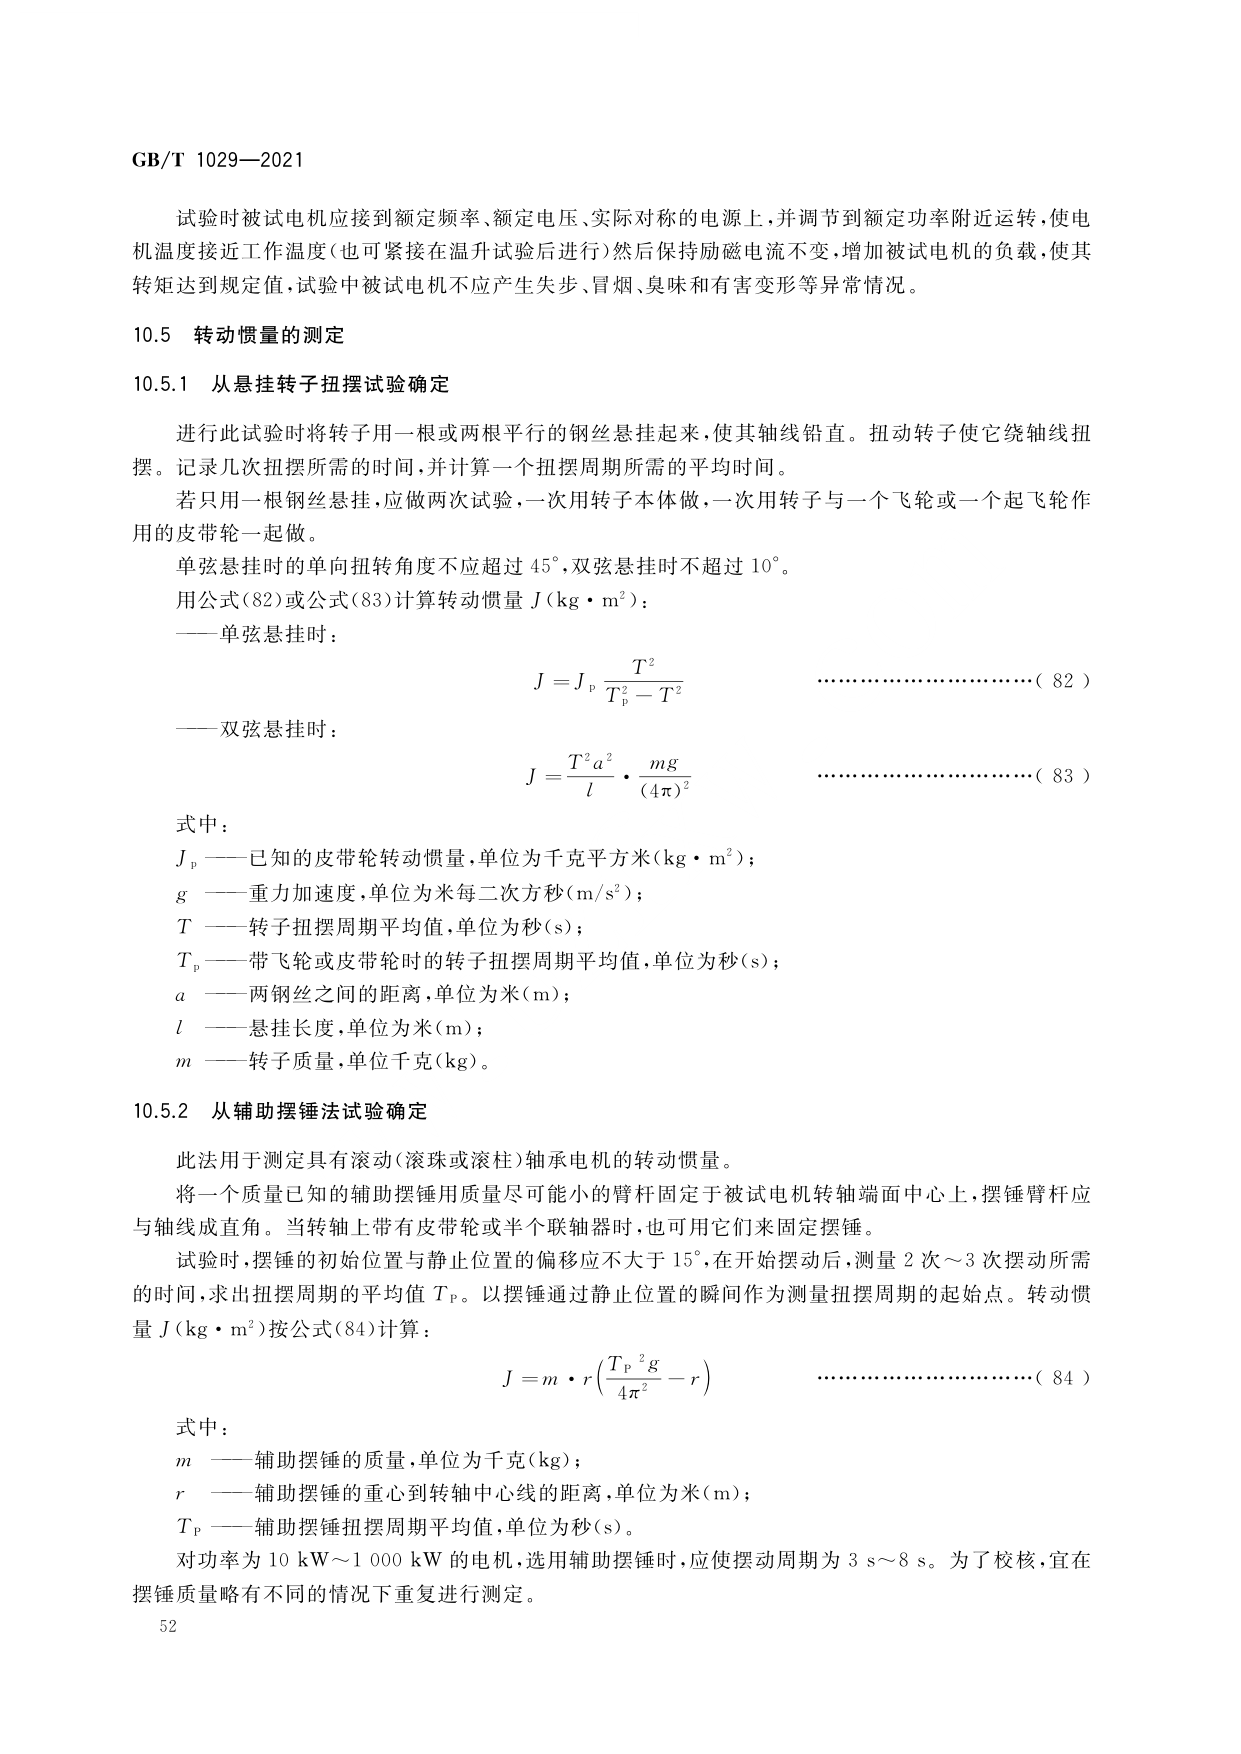 GB/T 1029—2021
试验时被试电机应接到额定频率、额定电压、实际对称的电源上,并调节到额定功率附近运转,使电
机温度接近工作温度(也可紧接在温升试验后进行)然后保持励磁电流不变,增加被试电机的负载,使其
转矩达到规定值,试验中被试电机不应产生失步、冒烟、臭味和有害变形等异常情况。
10.5 转动惯量的测定
10.5.1 从悬挂转子扭摆试验确定
进行此试验时将转子用一根或两根平行的钢丝悬挂起来,使其轴线铅直。扭动转子使它绕轴线扭
摆。记录几次扭摆所需的时间,并计算一个扭摆周期所需的平均时间。
若只用一根钢丝悬挂,应做两次试验,一次用转子本体做,一次用转子与一个飞轮或一个起飞轮作
用的皮带轮一起做。
单弦悬挂时的单向扭转角度不应超过 45°,双弦悬挂时不超过 10°。
用公式(82)或公式(83)计算转动惯量 J(kg·m²):
——单弦悬挂时:
J = J_p T²/(T_p² − T²) …………………………( 82 )
——双弦悬挂时:
J = T²a²/l · mg/(4π)² …………………………( 83 )
式中:
J_p ——已知的皮带轮转动惯量,单位为千克平方米(kg·m²);
g ——重力加速度,单位为米每二次方秒(m/s²);
T ——转子扭摆周期平均值,单位为秒(s);
T_p ——带飞轮或皮带轮时的转子扭摆周期平均值,单位为秒(s);
a ——两钢丝之间的距离,单位为米(m);
l ——悬挂长度,单位为米(m);
m ——转子质量,单位千克(kg)。
10.5.2 从辅助摆锤法试验确定
此法用于测定具有滚动(滚珠或滚柱)轴承电机的转动惯量。
将一个质量已知的辅助摆锤用质量尽可能小的臂杆固定于被试电机转轴端面中心上,摆锤臂杆应
与轴线成直角。当转轴上带有皮带轮或半个联轴器时,也可用它们来固定摆锤。
试验时,摆锤的初始位置与静止位置的偏移应不大于 15°,在开始摆动后,测量 2 次～3 次摆动所需
的时间,求出扭摆周期的平均值 T_P。以摆锤通过静止位置的瞬间作为测量扭摆周期的起始点。转动惯
量 J(kg·m²)按公式(84)计算:
J = m · r(T_P²g/4π² − r) …………………………( 84 )
式中:
m ——辅助摆锤的质量,单位为千克(kg);
r ——辅助摆锤的重心到转轴中心线的距离,单位为米(m);
T_P ——辅助摆锤扭摆周期平均值,单位为秒(s)。
对功率为 10 kW～1 000 kW 的电机,选用辅助摆锤时,应使摆动周期为 3 s～8 s。为了校核,宜在
摆锤质量略有不同的情况下重复进行测定。
52